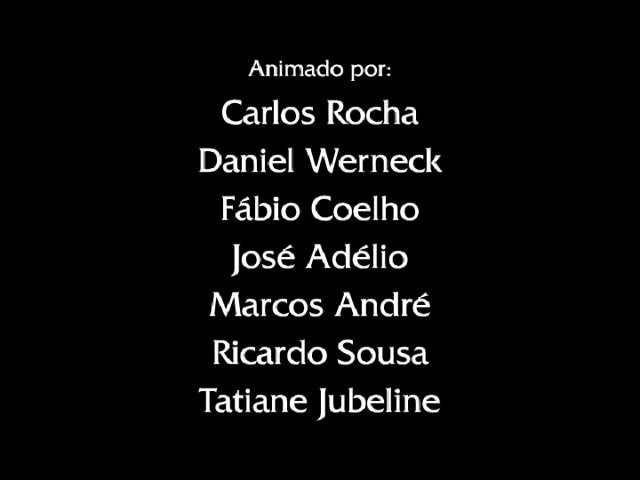 Animado por:
Carlos Rocha
Daniel Werneck
Fábio Coelho
José Adélio
Marcos André
Ricardo Sousa
Tatiane Jubeline